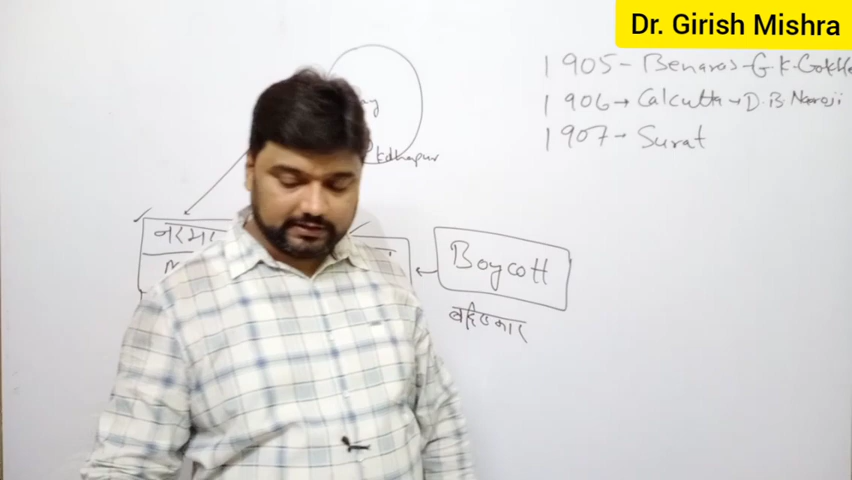 Dr. Girish Mishra
1905 - Benaras - G.K. Gokhle
1906 → Calcutta → D.B. Naroji
1907 - Surat
Boycott
बहिष्कार